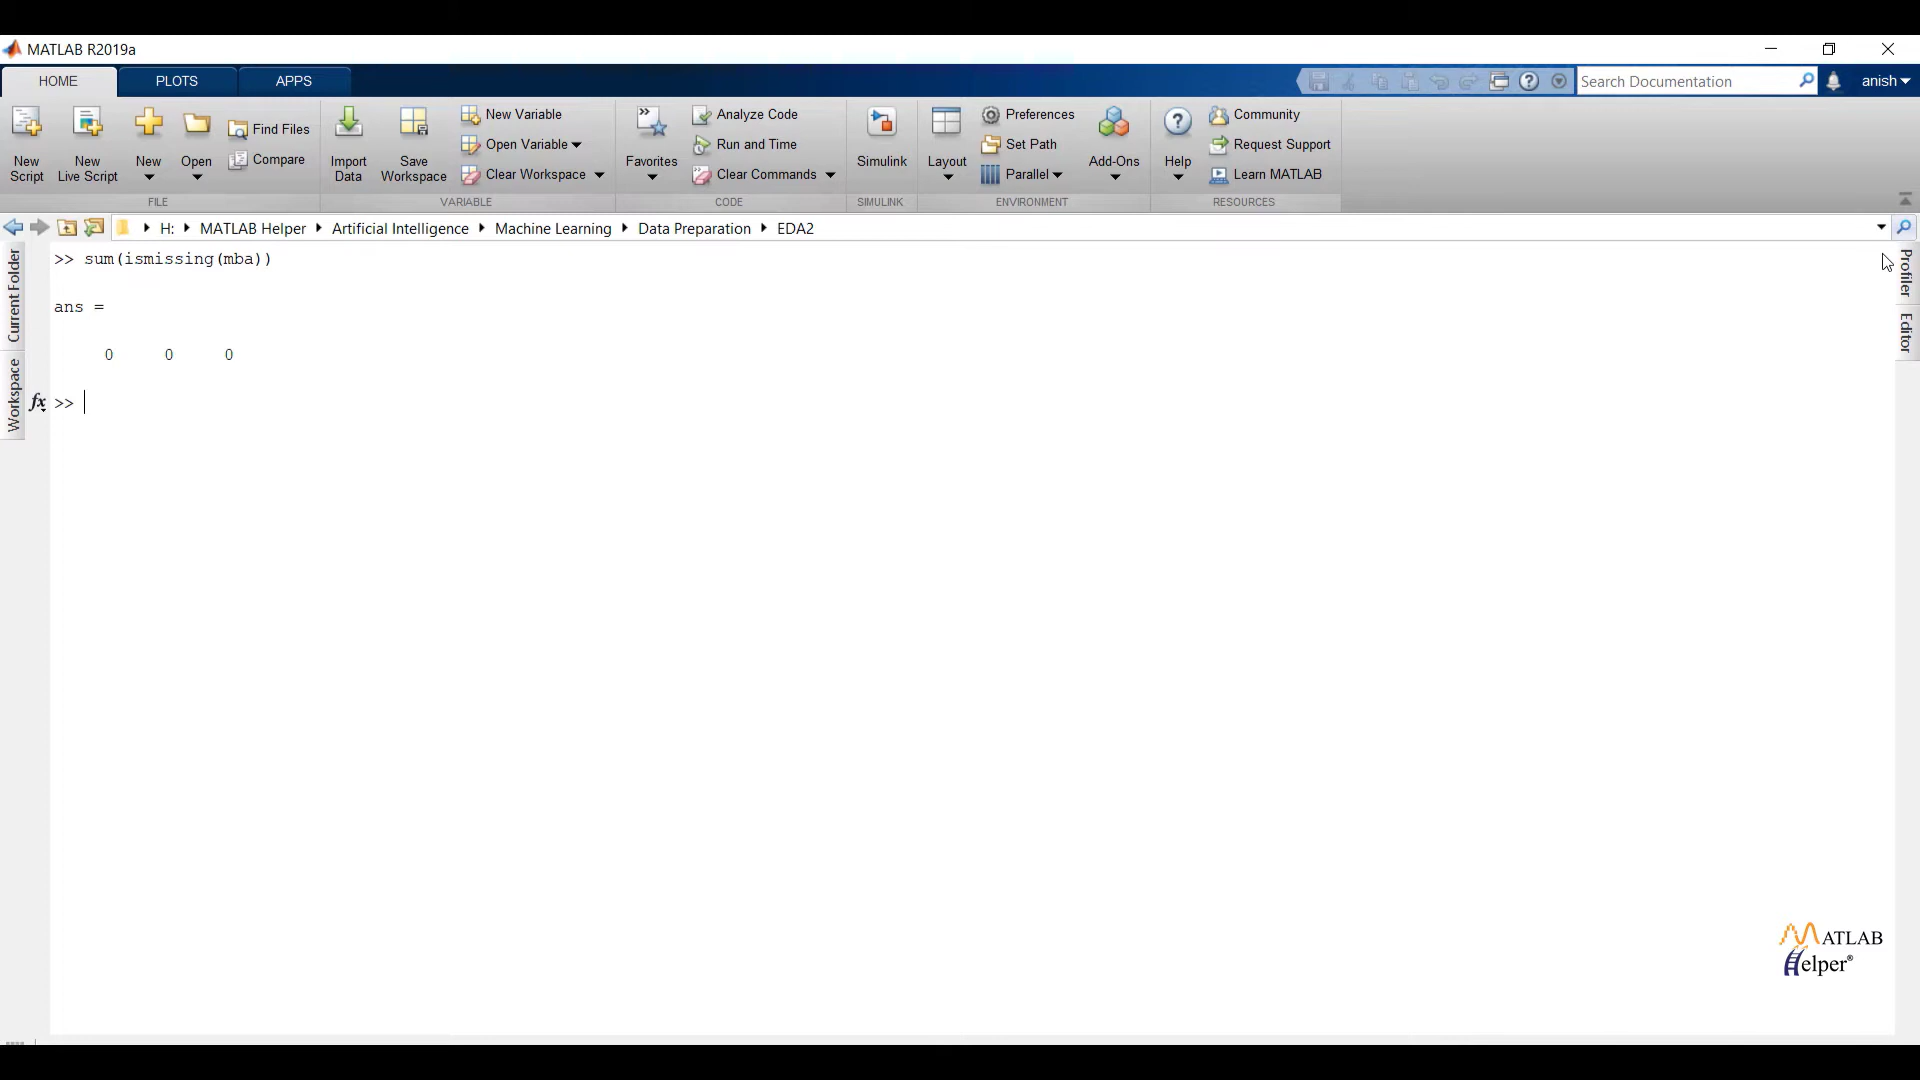 MATLAB R2019a
HOME PLOTS APPS
Search Documentation
anish
New Script
New Live Script
New
Open
Find Files
Compare
FILE
Import Data
Save Workspace
New Variable
Open Variable
Clear Workspace
VARIABLE
Favorites
Analyze Code
Run and Time
Clear Commands
CODE
Simulink
SIMULINK
Layout
Preferences
Set Path
Parallel
Add-Ons
ENVIRONMENT
Help
Community
Request Support
Learn MATLAB
RESOURCES
H: MATLAB Helper Artificial Intelligence Machine Learning Data Preparation EDA2
Current Folder
Workspace
Profiler
Editor
>> sum(ismissing(mba))
ans =
0 0 0
fx >>
MATLAB
Helper®